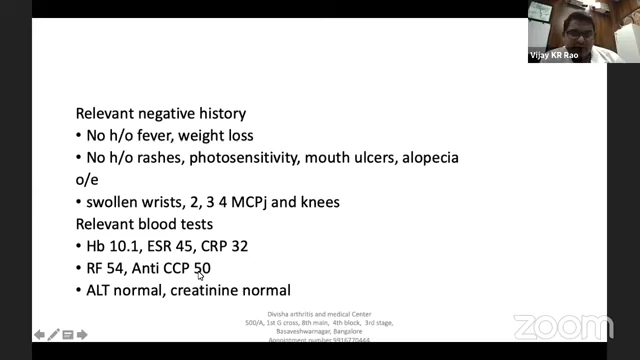 Vijay KR Rao
Relevant negative history
• No h/o fever, weight loss
• No h/o rashes, photosensitivity, mouth ulcers, alopecia
o/e
• swollen wrists, 2, 3 4 MCPj and knees
Relevant blood tests
• Hb 10.1, ESR 45, CRP 32
• RF 54, Anti CCP 50
• ALT normal, creatinine normal
Divisha arthritis and medical Center
500/A, 1st G cross, 8th main, 4th block, 3rd stage,
Basaveshwarnagar, Bangalore
Appointment number 9916770444
zoom